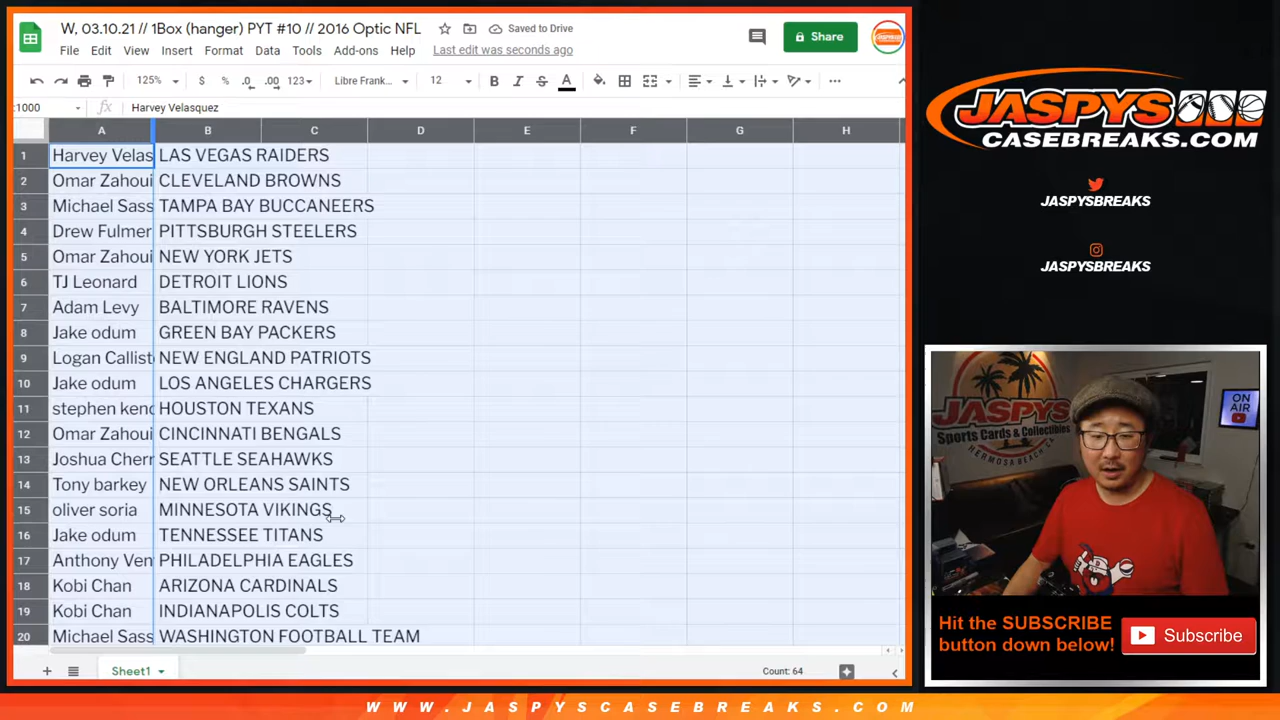 W, 03.10.21 // 1Box (hanger) PYT #10 // 2016 Optic NFL
Saved to Drive
File Edit View Insert Format Data Tools Add-ons Help Last edit was seconds ago
Share
125% $ % .0 .00 123 Libre Frank... 12 B I S A
:1000 fx Harvey Velasquez
A B C D E F G H
1 Harvey Velas LAS VEGAS RAIDERS
2 Omar Zahoui CLEVELAND BROWNS
3 Michael Sass TAMPA BAY BUCCANEERS
4 Drew Fulmer PITTSBURGH STEELERS
5 Omar Zahoui NEW YORK JETS
6 TJ Leonard DETROIT LIONS
7 Adam Levy BALTIMORE RAVENS
8 Jake odum GREEN BAY PACKERS
9 Logan Callist NEW ENGLAND PATRIOTS
10 Jake odum LOS ANGELES CHARGERS
11 stephen kend HOUSTON TEXANS
12 Omar Zahoui CINCINNATI BENGALS
13 Joshua Cherr SEATTLE SEAHAWKS
14 Tony barkey NEW ORLEANS SAINTS
15 oliver soria MINNESOTA VIKINGS
16 Jake odum TENNESSEE TITANS
17 Anthony Ven PHILADELPHIA EAGLES
18 Kobi Chan ARIZONA CARDINALS
19 Kobi Chan INDIANAPOLIS COLTS
20 Michael Sass WASHINGTON FOOTBALL TEAM
Sheet1
Count: 64
JASPYS
CASEBREAKS.COM
JASPYSBREAKS
JASPYSBREAKS
JASPYS
Sports Cards & Collectibles
HERMOSA BEACH
ON
AIR
Hit the SUBSCRIBE
button down below!
Subscribe
WWW.JASPYSCASEBREAKS.COM